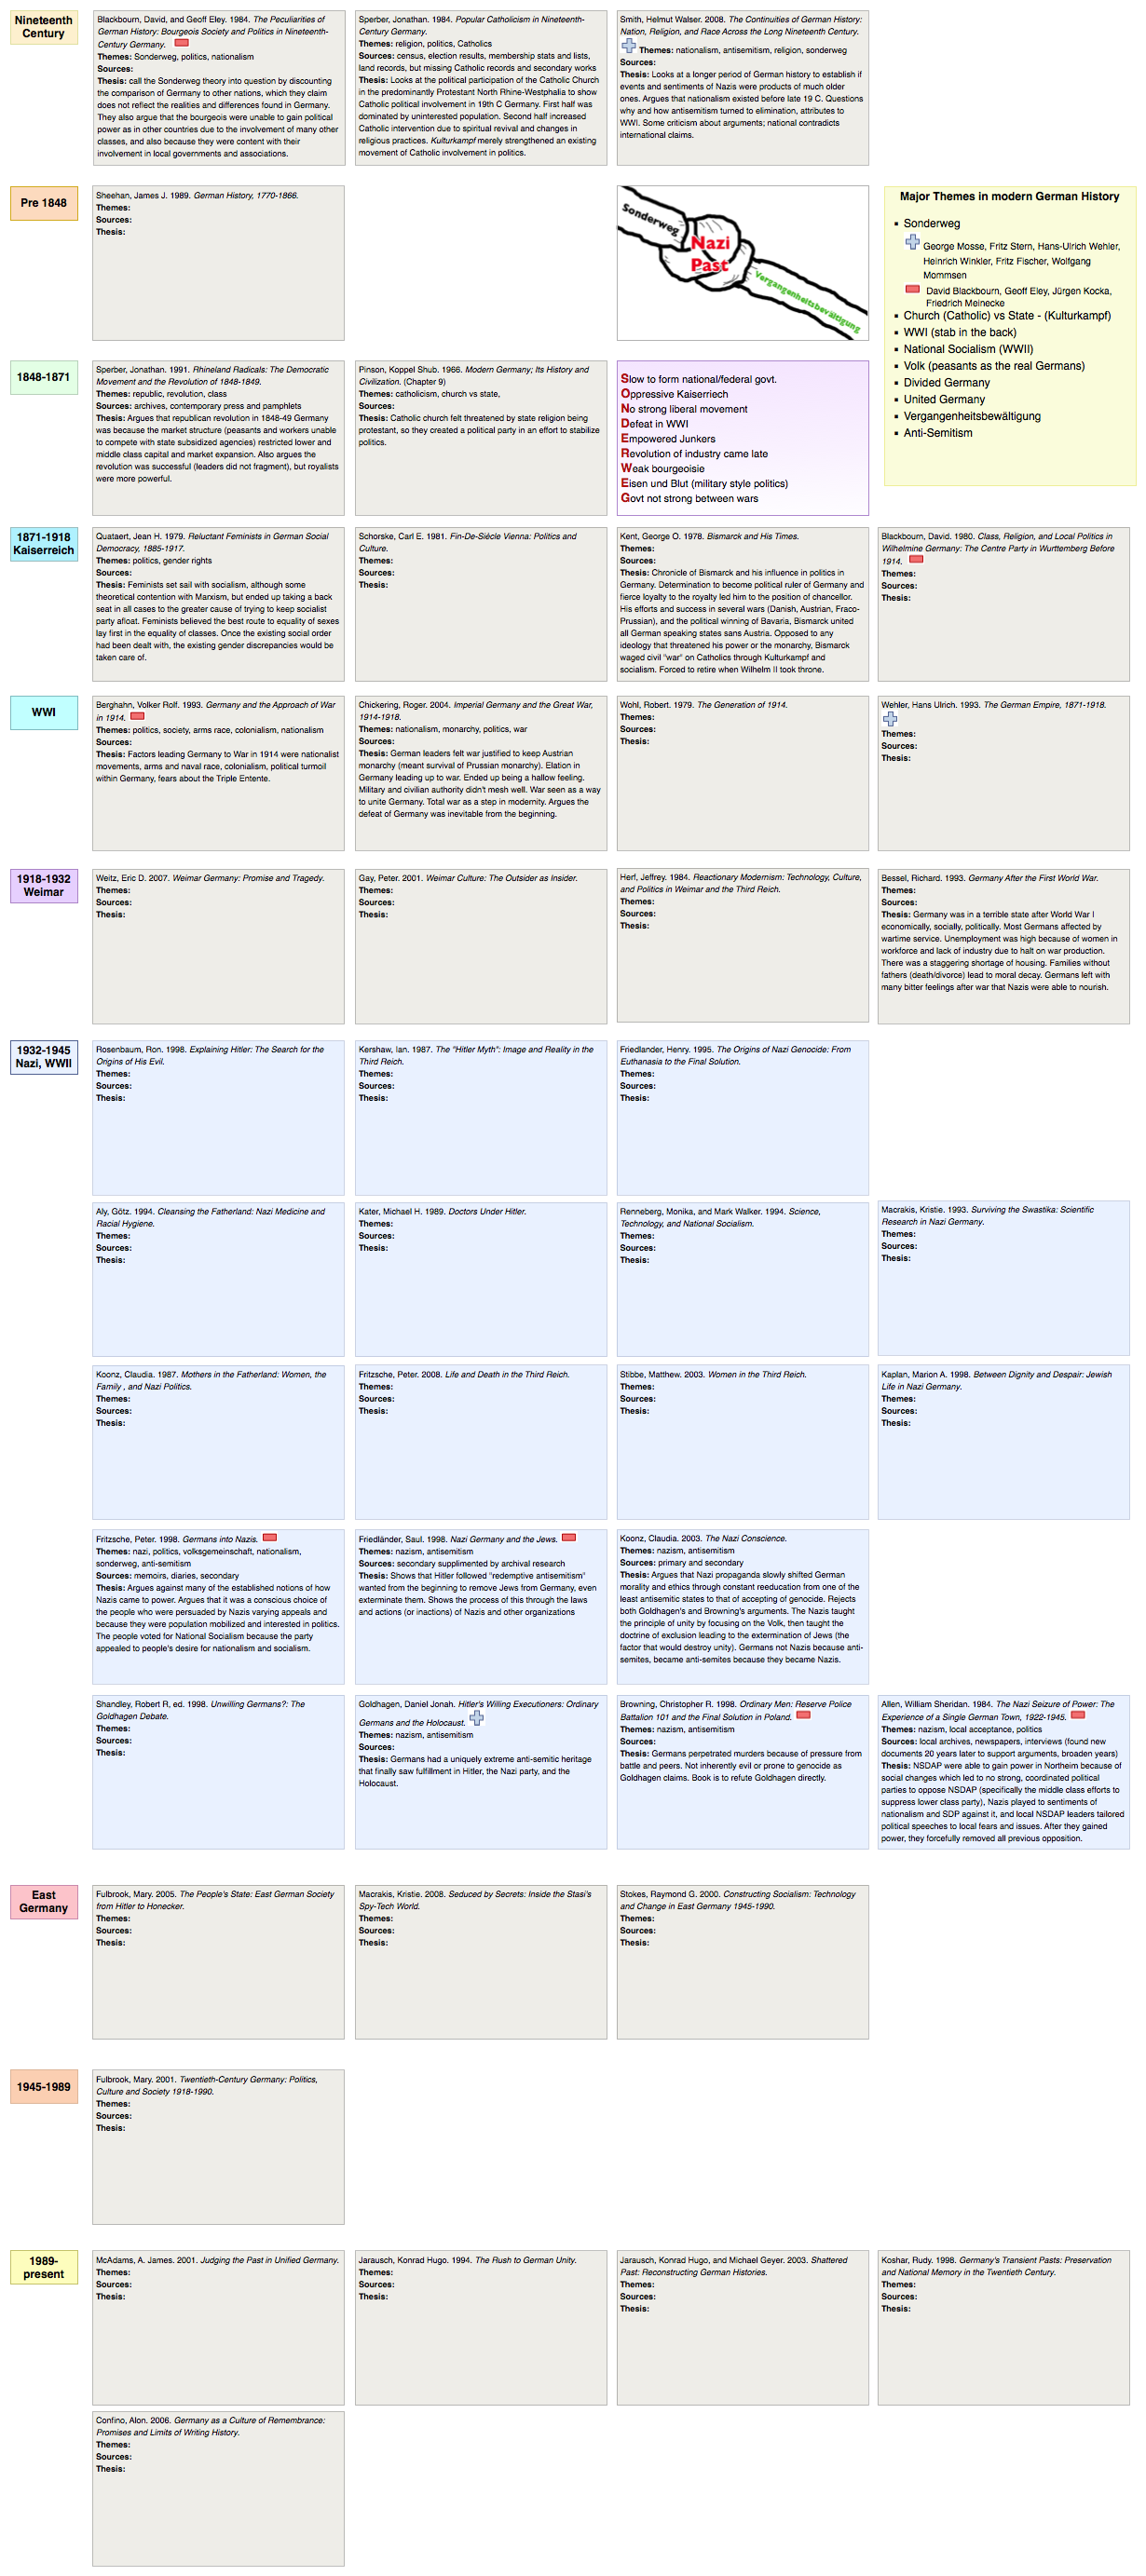 Nineteenth
Century
Blackbourn, David, and Geoff Eley. 1984. The Peculiarities of
German History: Bourgeois Society and Politics in Nineteenth-
Century Germany.
Themes: Sonderweg, politics, nationalism
Sources:
Thesis: call the Sonderweg theory into question by discounting
the comparison of Germany to other nations, which they claim
does not reflect the realities and differences found in Germany.
They also argue that the bourgeois were unable to gain political
power as in other countries due to the involvement of many other
classes, and also because they were content with their
involvement in local governments and associations.
Sperber, Jonathan. 1984. Popular Catholicism in Nineteenth-
Century Germany.
Themes: religion, politics, Catholics
Sources: census, election results, membership stats and lists,
land records, but missing Catholic records and secondary works
Thesis: Looks at the political participation of the Catholic Church
in the predominantly Protestant North Rhine-Westphalia to show
Catholic political involvement in 19th C Germany. First half was
dominated by uninterested population. Second half increased
Catholic intervention due to spiritual revival and changes in
religious practices. Kulturkampf merely strengthened an existing
movement of Catholic involvement in politics.
Smith, Helmut Walser. 2008. The Continuities of German History:
Nation, Religion, and Race Across the Long Nineteenth Century.
Themes: nationalism, antisemitism, religion, sonderweg
Sources:
Thesis: Looks at a longer period of German history to establish if
events and sentiments of Nazis were products of much older
ones. Argues that nationalism existed before late 19 C. Questions
why and how antisemitism turned to elimination, attributes to
WWI. Some criticism about arguments; national contradicts
international claims.
Pre 1848
Sheehan, James J. 1989. German History, 1770-1866.
Themes:
Sources:
Thesis:
Sonderweg
Nazi
Past
Vergangenheitsbewältigung
Major Themes in modern German History
▪ Sonderweg
George Mosse, Fritz Stern, Hans-Ulrich Wehler,
Heinrich Winkler, Fritz Fischer, Wolfgang
Mommsen
David Blackbourn, Geoff Eley, Jürgen Kocka,
Friedrich Meinecke
▪ Church (Catholic) vs State - (Kulturkampf)
▪ WWI (stab in the back)
▪ National Socialism (WWII)
▪ Volk (peasants as the real Germans)
▪ Divided Germany
▪ United Germany
▪ Vergangenheitsbewältigung
▪ Anti-Semitism
1848-1871
Sperber, Jonathan. 1991. Rhineland Radicals: The Democratic
Movement and the Revolution of 1848-1849.
Themes: republic, revolution, class
Sources: archives, contemporary press and pamphlets
Thesis: Argues that republican revolution in 1848-49 Germany
was because the market structure (peasants and workers unable
to compete with state subsidized agencies) restricted lower and
middle class capital and market expansion. Also argues the
revolution was successful (leaders did not fragment), but royalists
were more powerful.
Pinson, Koppel Shub. 1966. Modern Germany; Its History and
Civilization. (Chapter 9)
Themes: catholicism, church vs state,
Sources:
Thesis: Catholic church felt threatened by state religion being
protestant, so they created a political party in an effort to stabilize
politics.
Slow to form national/federal govt.
Oppressive Kaiserriech
No strong liberal movement
Defeat in WWI
Empowered Junkers
Revolution of industry came late
Weak bourgeoisie
Eisen und Blut (military style politics)
Govt not strong between wars
1871-1918
Kaiserreich
Quataert, Jean H. 1979. Reluctant Feminists in German Social
Democracy, 1885-1917.
Themes: politics, gender rights
Sources:
Thesis: Feminists set sail with socialism, although some
theoretical contention with Marxism, but ended up taking a back
seat in all cases to the greater cause of trying to keep socialist
party afloat. Feminists believed the best route to equality of sexes
lay first in the equality of classes. Once the existing social order
had been dealt with, the existing gender discrepancies would be
taken care of.
Schorske, Carl E. 1981. Fin-De-Siècle Vienna: Politics and
Culture.
Themes:
Sources:
Thesis:
Kent, George O. 1978. Bismarck and His Times.
Themes:
Sources:
Thesis: Chronicle of Bismarck and his influence in politics in
Germany. Determination to become political ruler of Germany and
fierce loyalty to the royalty led him to the position of chancellor.
His efforts and success in several wars (Danish, Austrian, Fraco-
Prussian), and the political winning of Bavaria, Bismarck united
all German speaking states sans Austria. Opposed to any
ideology that threatened his power or the monarchy, Bismarck
waged civil "war" on Catholics through Kulturkampf and
socialism. Forced to retire when Wilhelm II took throne.
Blackbourn, David. 1980. Class, Religion, and Local Politics in
Wilhelmine Germany: The Centre Party in Wurttemberg Before
1914.
Themes:
Sources:
Thesis:
WWI
Berghahn, Volker Rolf. 1993. Germany and the Approach of War
in 1914.
Themes: politics, society, arms race, colonialism, nationalism
Sources:
Thesis: Factors leading Germany to War in 1914 were nationalist
movements, arms and naval race, colonialism, political turmoil
within Germany, fears about the Triple Entente.
Chickering, Roger. 2004. Imperial Germany and the Great War,
1914-1918.
Themes: nationalism, monarchy, politics, war
Sources:
Thesis: German leaders felt war justified to keep Austrian
monarchy (meant survival of Prussian monarchy). Elation in
Germany leading up to war. Ended up being a hallow feeling.
Military and civilian authority didn't mesh well. War seen as a way
to unite Germany. Total war as a step in modernity. Argues the
defeat of Germany was inevitable from the beginning.
Wohl, Robert. 1979. The Generation of 1914.
Themes:
Sources:
Thesis:
Wehler, Hans Ulrich. 1993. The German Empire, 1871-1918.
Themes:
Sources:
Thesis:
1918-1932
Weimar
Weitz, Eric D. 2007. Weimar Germany: Promise and Tragedy.
Themes:
Sources:
Thesis:
Gay, Peter. 2001. Weimar Culture: The Outsider as Insider.
Themes:
Sources:
Thesis:
Herf, Jeffrey. 1984. Reactionary Modernism: Technology, Culture,
and Politics in Weimar and the Third Reich.
Themes:
Sources:
Thesis:
Bessel, Richard. 1993. Germany After the First World War.
Themes:
Sources:
Thesis: Germany was in a terrible state after World War I
economically, socially, politically. Most Germans affected by
wartime service. Unemployment was high because of women in
workforce and lack of industry due to halt on war production.
There was a staggering shortage of housing. Families without
fathers (death/divorce) lead to moral decay. Germans left with
many bitter feelings after war that Nazis were able to nourish.
1932-1945
Nazi, WWII
Rosenbaum, Ron. 1998. Explaining Hitler: The Search for the
Origins of His Evil.
Themes:
Sources:
Thesis:
Kershaw, Ian. 1987. The "Hitler Myth": Image and Reality in the
Third Reich.
Themes:
Sources:
Thesis:
Friedlander, Henry. 1995. The Origins of Nazi Genocide: From
Euthanasia to the Final Solution.
Themes:
Sources:
Thesis:
Aly, Götz. 1994. Cleansing the Fatherland: Nazi Medicine and
Racial Hygiene.
Themes:
Sources:
Thesis:
Kater, Michael H. 1989. Doctors Under Hitler.
Themes:
Sources:
Thesis:
Renneberg, Monika, and Mark Walker. 1994. Science,
Technology, and National Socialism.
Themes:
Sources:
Thesis:
Macrakis, Kristie. 1993. Surviving the Swastika: Scientific
Research in Nazi Germany.
Themes:
Sources:
Thesis:
Koonz, Claudia. 1987. Mothers in the Fatherland: Women, the
Family , and Nazi Politics.
Themes:
Sources:
Thesis:
Fritzsche, Peter. 2008. Life and Death in the Third Reich.
Themes:
Sources:
Thesis:
Stibbe, Matthew. 2003. Women in the Third Reich.
Themes:
Sources:
Thesis:
Kaplan, Marion A. 1998. Between Dignity and Despair: Jewish
Life in Nazi Germany.
Themes:
Sources:
Thesis:
Fritzsche, Peter. 1998. Germans into Nazis.
Themes: nazi, politics, volksgemeinschaft, nationalism,
sonderweg, anti-semitism
Sources: memoirs, diaries, secondary
Thesis: Argues against many of the established notions of how
Nazis came to power. Argues that it was a conscious choice of
the people who were persuaded by Nazis varying appeals and
because they were population mobilized and interested in politics.
The people voted for National Socialism because the party
appealed to people's desire for nationalism and socialism.
Friedländer, Saul. 1998. Nazi Germany and the Jews.
Themes: nazism, antisemitism
Sources: secondary supplimented by archival research
Thesis: Shows that Hitler followed "redemptive antisemitism"
wanted from the beginning to remove Jews from Germany, even
exterminate them. Shows the process of this through the laws
and actions (or inactions) of Nazis and other organizations
Koonz, Claudia. 2003. The Nazi Conscience.
Themes: nazism, antisemitism
Sources: primary and secondary
Thesis: Argues that Nazi propaganda slowly shifted German
morality and ethics through constant reeducation from one of the
least antisemitic states to that of accepting of genocide. Rejects
both Goldhagen's and Browning's arguments. The Nazis taught
the principle of unity by focusing on the Volk, then taught the
doctrine of exclusion leading to the extermination of Jews (the
factor that would destroy unity). Germans not Nazis because anti-
semites, became anti-semites because they became Nazis.
Shandley, Robert R, ed. 1998. Unwilling Germans?: The
Goldhagen Debate.
Themes:
Sources:
Thesis:
Goldhagen, Daniel Jonah. Hitler's Willing Executioners: Ordinary
Germans and the Holocaust.
Themes: nazism, antisemitism
Sources:
Thesis: Germans had a uniquely extreme anti-semitic heritage
that finally saw fulfillment in Hitler, the Nazi party, and the
Holocaust.
Browning, Christopher R. 1998. Ordinary Men: Reserve Police
Battalion 101 and the Final Solution in Poland.
Themes: nazism, antisemitism
Sources:
Thesis: Germans perpetrated murders because of pressure from
battle and peers. Not inherently evil or prone to genocide as
Goldhagen claims. Book is to refute Goldhagen directly.
Allen, William Sheridan. 1984. The Nazi Seizure of Power: The
Experience of a Single German Town, 1922-1945.
Themes: nazism, local acceptance, politics
Sources: local archives, newspapers, interviews (found new
documents 20 years later to support arguments, broaden years)
Thesis: NSDAP were able to gain power in Northeim because of
social changes which led to no strong, coordinated political
parties to oppose NSDAP (specifically the middle class efforts to
suppress lower class party), Nazis played to sentiments of
nationalism and SDP against it, and local NSDAP leaders tailored
political speeches to local fears and issues. After they gained
power, they forcefully removed all previous opposition.
East
Germany
Fulbrook, Mary. 2005. The People's State: East German Society
from Hitler to Honecker.
Themes:
Sources:
Thesis:
Macrakis, Kristie. 2008. Seduced by Secrets: Inside the Stasi's
Spy-Tech World.
Themes:
Sources:
Thesis:
Stokes, Raymond G. 2000. Constructing Socialism: Technology
and Change in East Germany 1945-1990.
Themes:
Sources:
Thesis:
1945-1989
Fulbrook, Mary. 2001. Twentieth-Century Germany: Politics,
Culture and Society 1918-1990.
Themes:
Sources:
Thesis:
1989-
present
McAdams, A. James. 2001. Judging the Past in Unified Germany.
Themes:
Sources:
Thesis:
Jarausch, Konrad Hugo. 1994. The Rush to German Unity.
Themes:
Sources:
Thesis:
Jarausch, Konrad Hugo, and Michael Geyer. 2003. Shattered
Past: Reconstructing German Histories.
Themes:
Sources:
Thesis:
Koshar, Rudy. 1998. Germany's Transient Pasts: Preservation
and National Memory in the Twentieth Century.
Themes:
Sources:
Thesis:
Confino, Alon. 2006. Germany as a Culture of Remembrance:
Promises and Limits of Writing History.
Themes:
Sources:
Thesis: